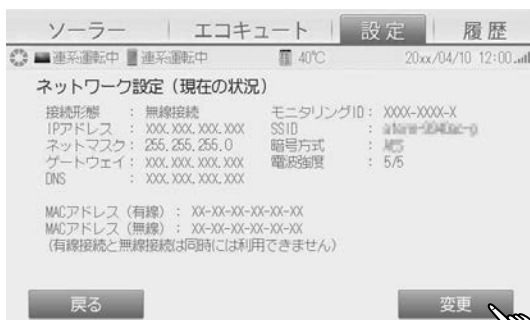 ソーラー エコキュート 設定 履歴
連系運転中 連系運転中 40℃ 20xx/04/10 12:00
ネットワーク設定（現在の状況）
接続形態 : 無線接続 モニタリングID: XXXX-XXXX-X
IPアドレス : XXX.XXX.XXX.XXX SSID :
ネットマスク: 255.255.255.0 暗号方式 : AES
ゲートウェイ: XXX.XXX.XXX.XXX 電波強度 : 5/5
DNS : XXX.XXX.XXX.XXX
MACアドレス（有線）: XX-XX-XX-XX-XX-XX
MACアドレス（無線）: XX-XX-XX-XX-XX-XX
（有線接続と無線接続は同時には利用できません）
戻る 変更